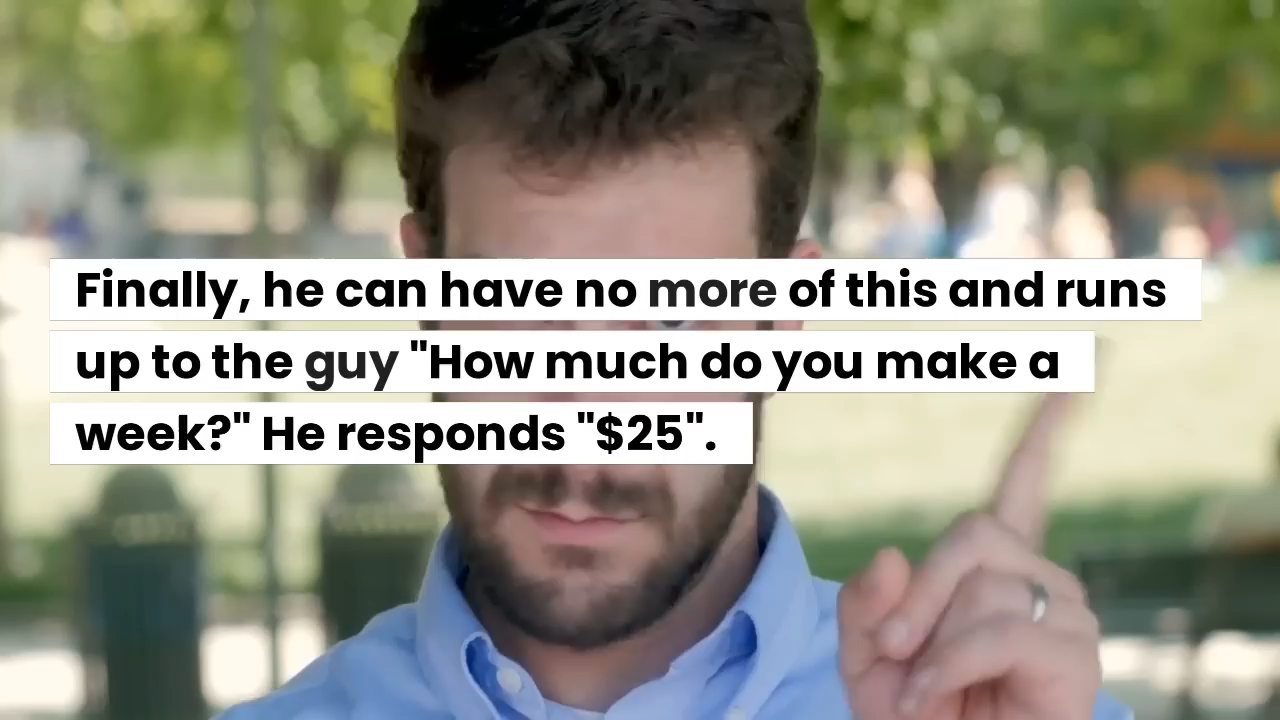 Finally, he can have no more of this and runs
up to the guy "How much do you make a
week?" He responds "$25".